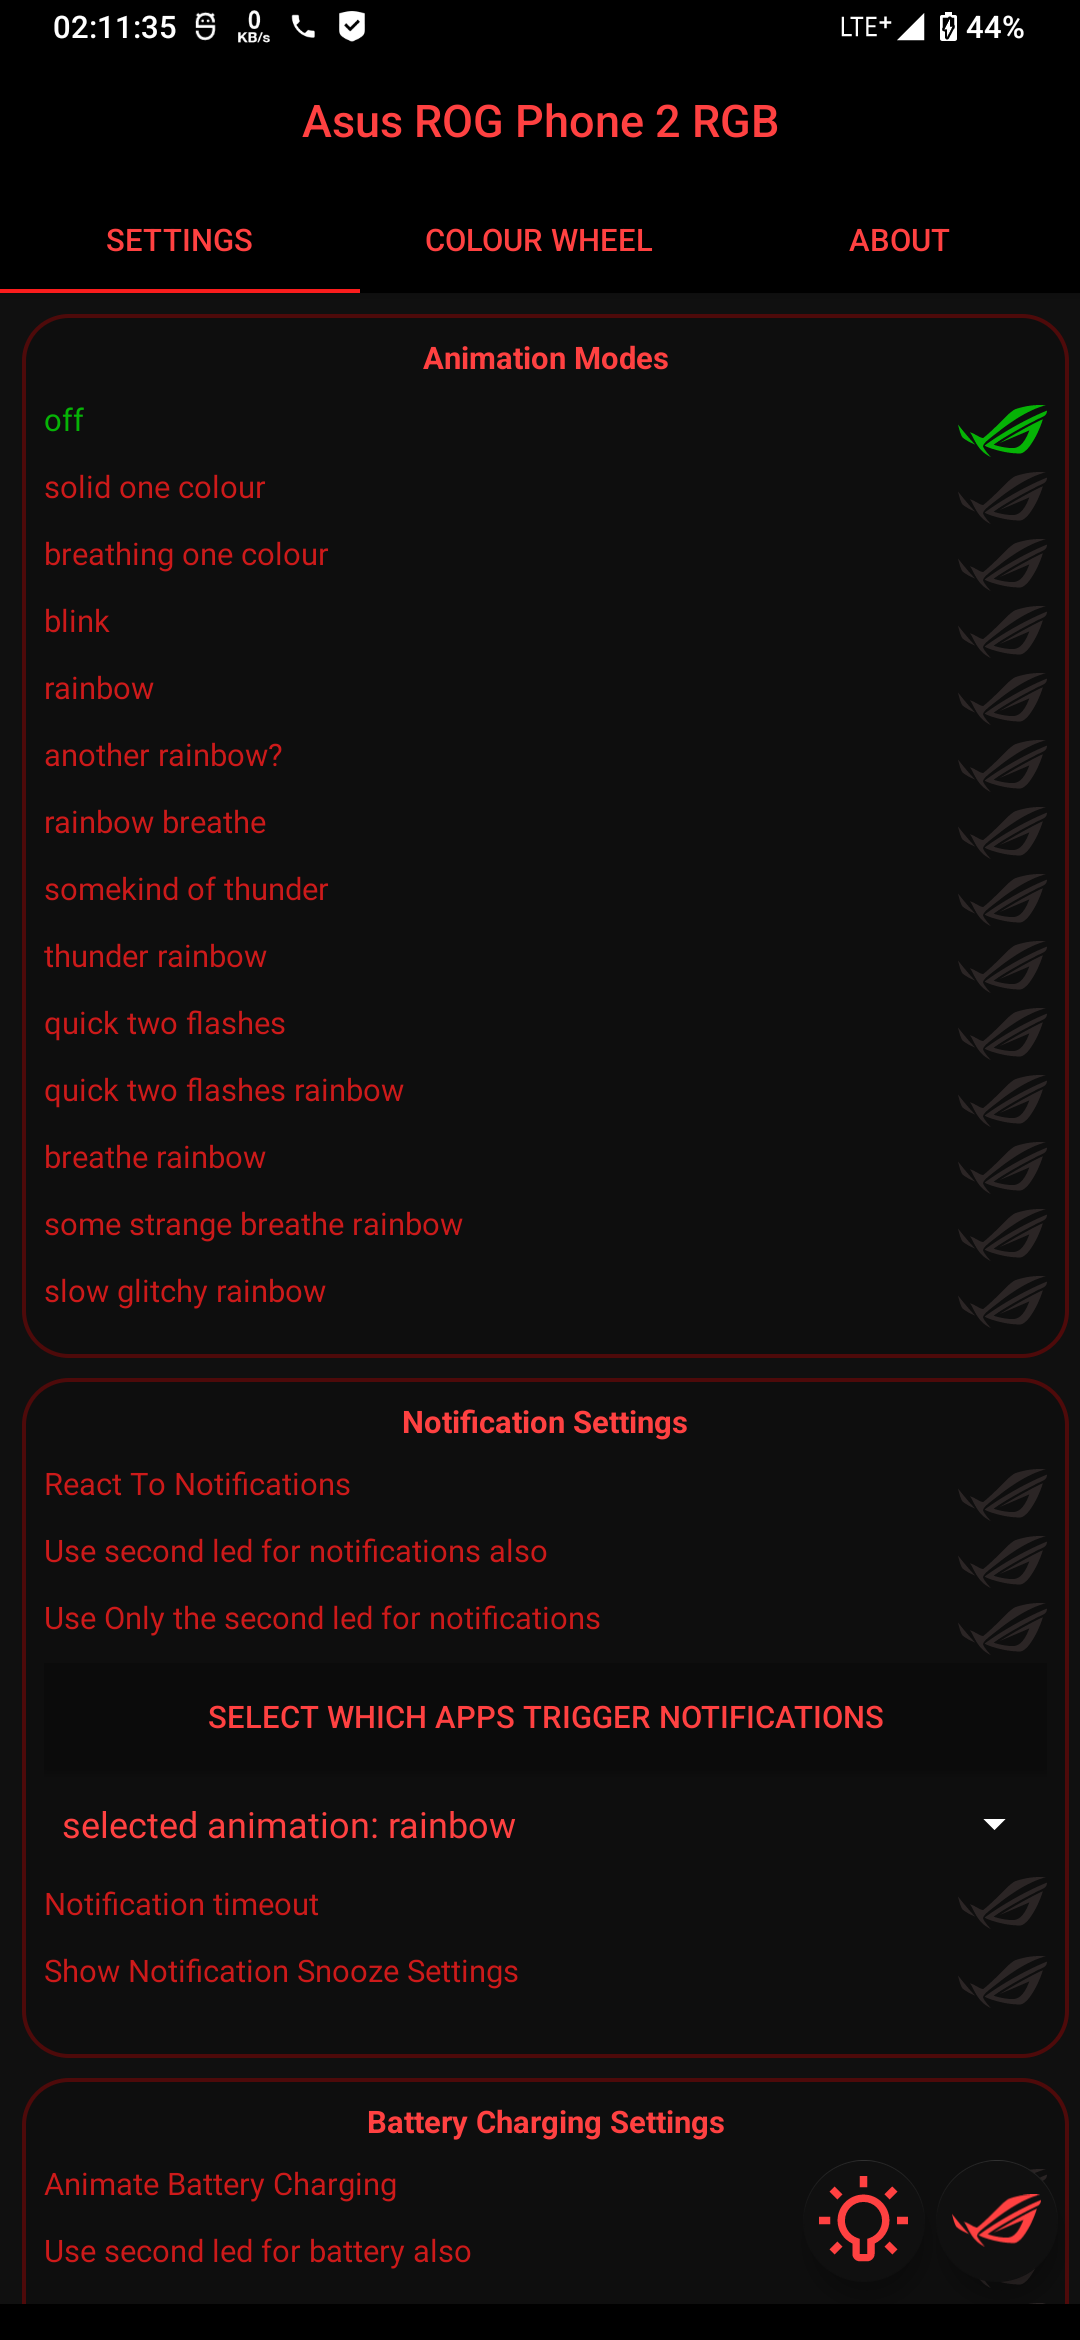 02:11:35 0 KB/s LTE+ 44%
Asus ROG Phone 2 RGB
SETTINGS COLOUR WHEEL ABOUT
Animation Modes
off
solid one colour
breathing one colour
blink
rainbow
another rainbow?
rainbow breathe
somekind of thunder
thunder rainbow
quick two flashes
quick two flashes rainbow
breathe rainbow
some strange breathe rainbow
slow glitchy rainbow
Notification Settings
React To Notifications
Use second led for notifications also
Use Only the second led for notifications
SELECT WHICH APPS TRIGGER NOTIFICATIONS
selected animation: rainbow
Notification timeout
Show Notification Snooze Settings
Battery Charging Settings
Animate Battery Charging
Use second led for battery also